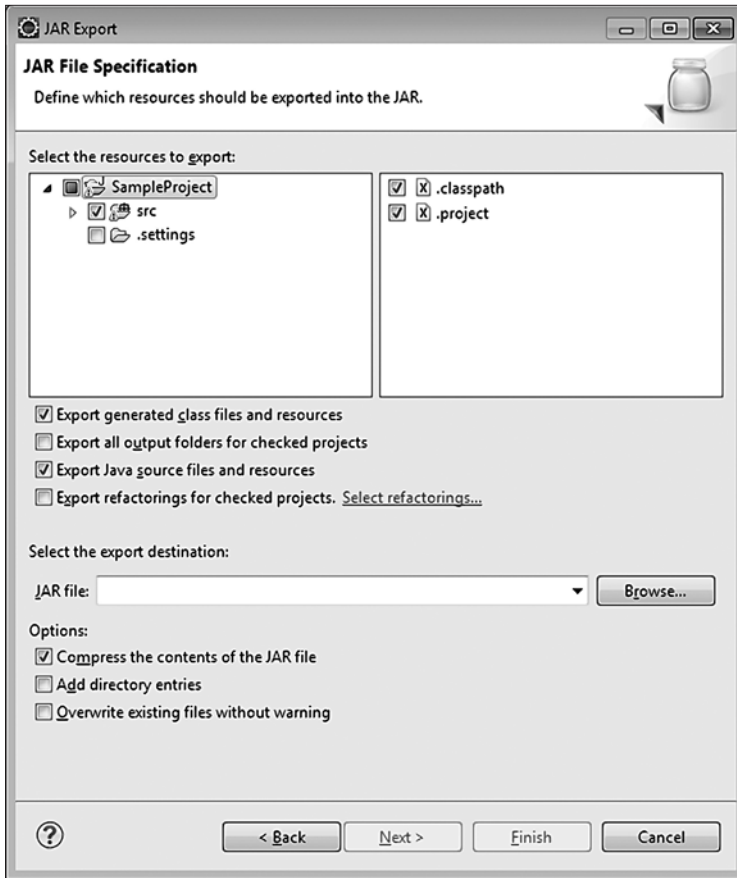 JAR Export
JAR File Specification
Define which resources should be exported into the JAR.
Select the resources to export:
SampleProject
src
.settings
.classpath
.project
Export generated class files and resources
Export all output folders for checked projects
Export Java source files and resources
Export refactorings for checked projects. Select refactorings...
Select the export destination:
JAR file:
Browse...
Options:
Compress the contents of the JAR file
Add directory entries
Overwrite existing files without warning
< Back
Next >
Finish
Cancel